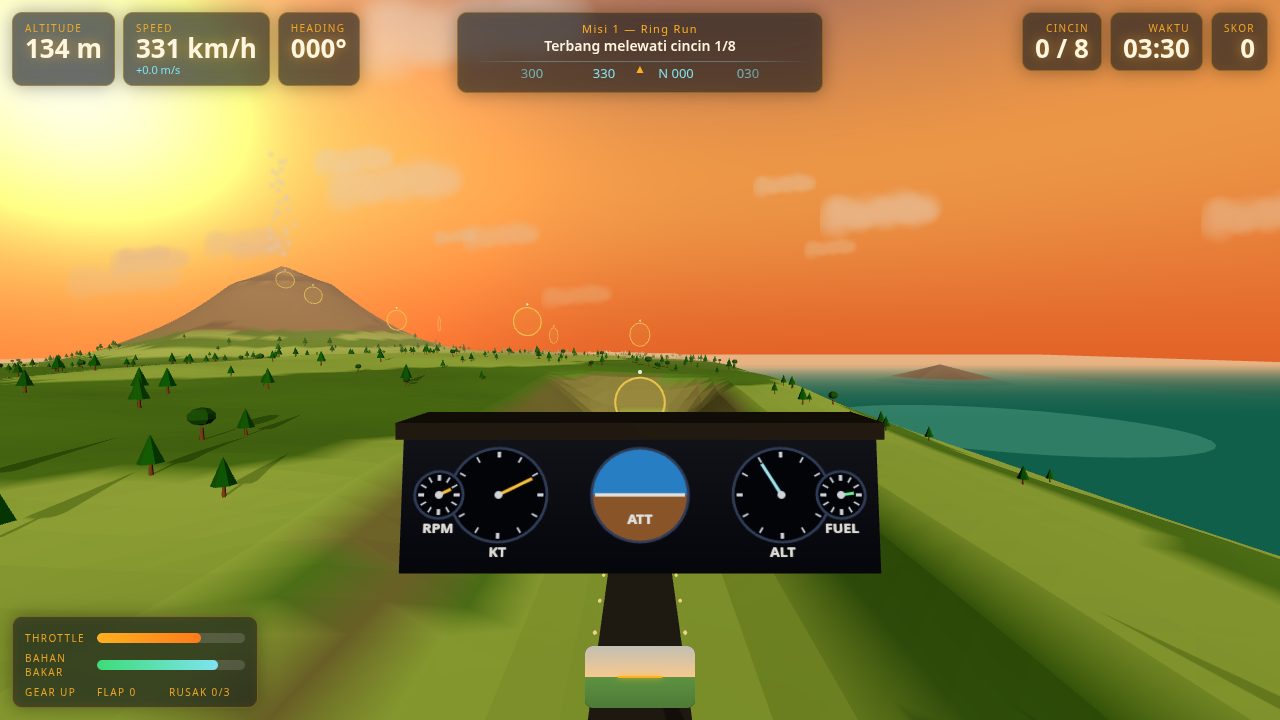 ALTITUDE
134 m
SPEED
331 km/h
+0.0 m/s
HEADING
000°
Misi 1 — Ring Run
Terbang melewati cincin 1/8
300 330 ▲ N 000 030
CINCIN
0 / 8
WAKTU
03:30
SKOR
0
RPM
KT
ATT
ALT
FUEL
THROTTLE
BAHAN
BAKAR
GEAR UP FLAP 0 RUSAK 0/3